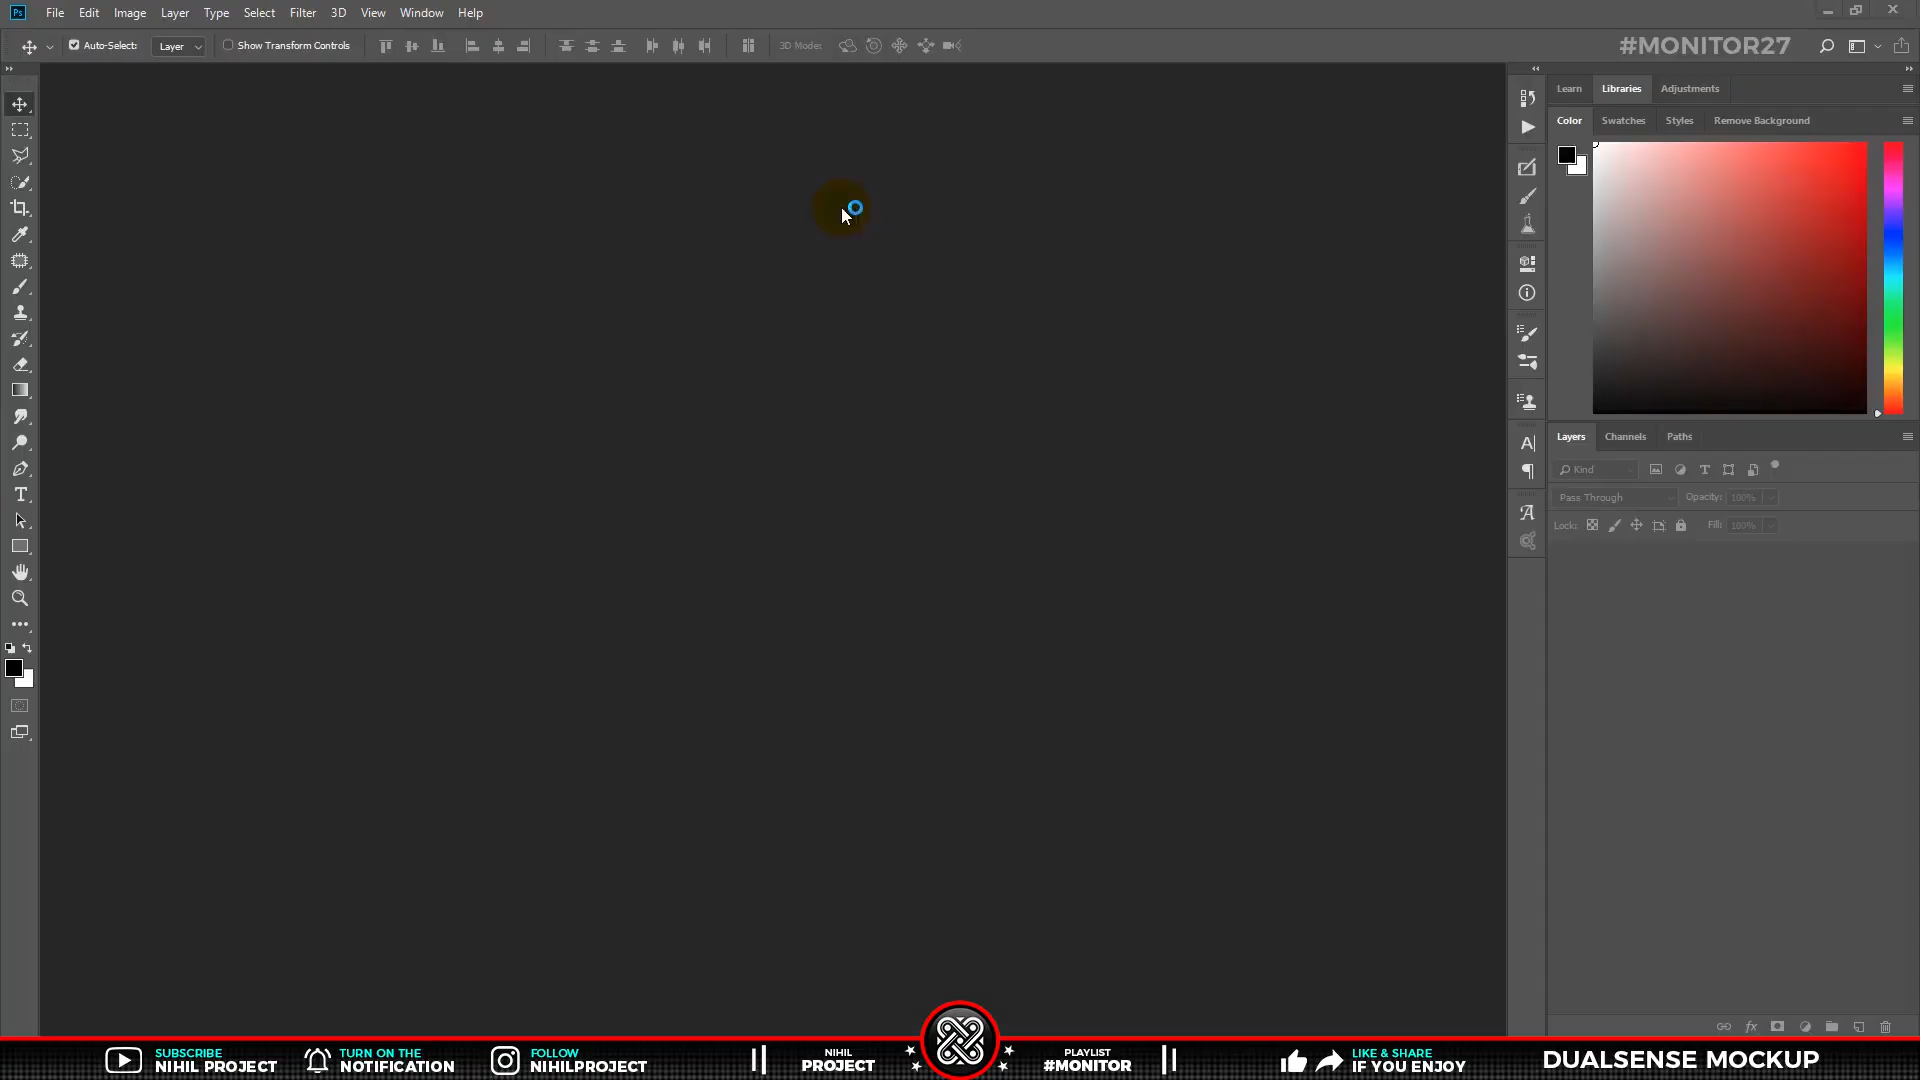 Ps File Edit Image Layer Type Select Filter 3D View Window Help
Auto-Select: Layer Show Transform Controls 3D Mode: #MONITOR27
Learn Libraries Adjustments
Color Swatches Styles Remove Background
Layers Channels Paths
Kind
Pass Through Opacity: 100%
Lock: Fill: 100%
SUBSCRIBE
NIHIL PROJECT
TURN ON THE
NOTIFICATION
FOLLOW
NIHILPROJECT
NIHIL
PROJECT
PLAYLIST
#MONITOR
LIKE & SHARE
IF YOU ENJOY
DUALSENSE MOCKUP